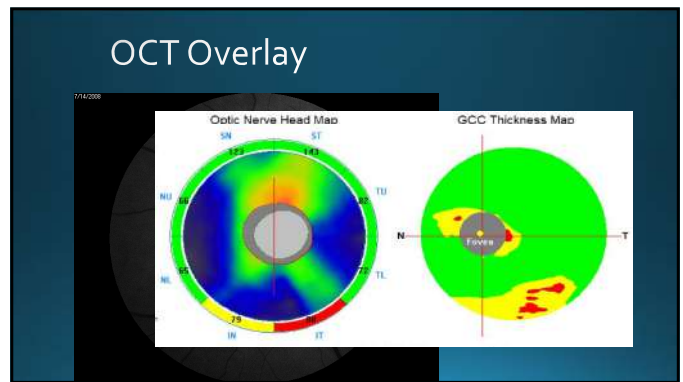 OCT Overlay
7/14/2008
Optic Nerve Head Map
GCC Thickness Map
SN
ST
123
143
NU
66
82
TU
N
Fovea
T
NL
65
72
TL
79
IN
IT